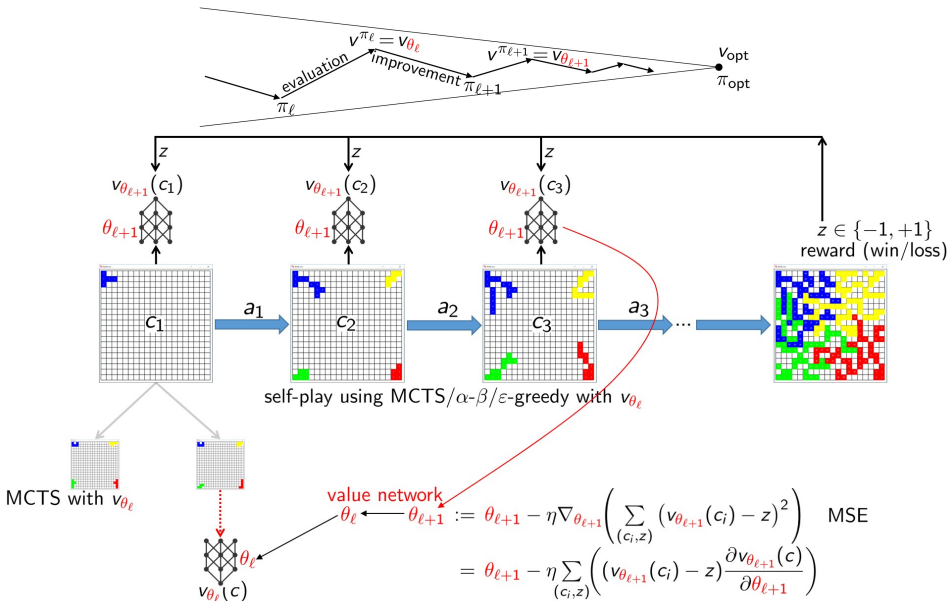 v^{π_ℓ} = v_{θ_ℓ}
v^{π_{ℓ+1}} = v_{θ_{ℓ+1}}
v_opt
evaluation
improvement
π_ℓ
π_{ℓ+1}
π_opt
z
z
z
v_{θ_{ℓ+1}}(c_1)
v_{θ_{ℓ+1}}(c_2)
v_{θ_{ℓ+1}}(c_3)
θ_{ℓ+1}
θ_{ℓ+1}
θ_{ℓ+1}
z ∈ {−1, +1}
reward (win/loss)
c_1
a_1
c_2
a_2
c_3
a_3
...
self-play using MCTS/α-β/ε-greedy with v_{θ_ℓ}
MCTS with v_{θ_ℓ}
value network
θ_ℓ
θ_{ℓ+1} := θ_{ℓ+1} − η∇_{θ_{ℓ+1}}(∑_{(c_i,z)} (v_{θ_{ℓ+1}}(c_i) − z)^2) MSE
= θ_{ℓ+1} − η∑_{(c_i,z)}((v_{θ_{ℓ+1}}(c_i) − z) ∂v_{θ_{ℓ+1}}(c)/∂θ_{ℓ+1})
θ_ℓ
v_{θ_ℓ}(c)